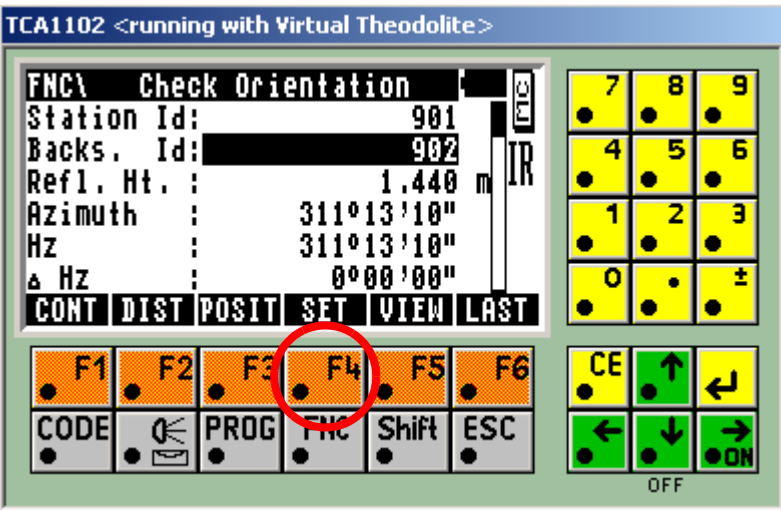 TCA1102 <running with Virtual Theodolite>
FNC\ Check Orientation MC
Station Id: 901
Backs. Id: 902
IR
Refl. Ht. : 1.440 m
Azimuth : 311°13'10"
Hz : 311°13'10"
Δ Hz : 0°00'00"
CONT DIST POSIT SET VIEW LAST
F1 F2 F3 F4 F5 F6
CODE PROG FNC Shift ESC
7 8 9
4 5 6
1 2 3
0 . ±
CE ↑ ↵
← ↓ → ON
OFF